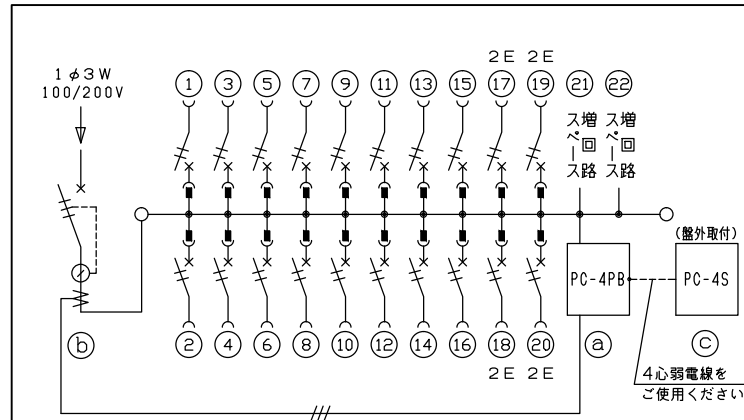 1φ3W
100/200V
2E 2E
① ③ ⑤ ⑦ ⑨ ⑪ ⑬ ⑮ ⑰ ⑲ ㉑ ㉒
増回路
スペース
増回路
スペース
(盤外取付)
PC-4PB
PC-4S
ⓑ
② ④ ⑥ ⑧ ⑩ ⑫ ⑭ ⑯ ⑱ ⑳ ⓐ ⓒ
2E 2E
4心弱電線を
ご使用ください